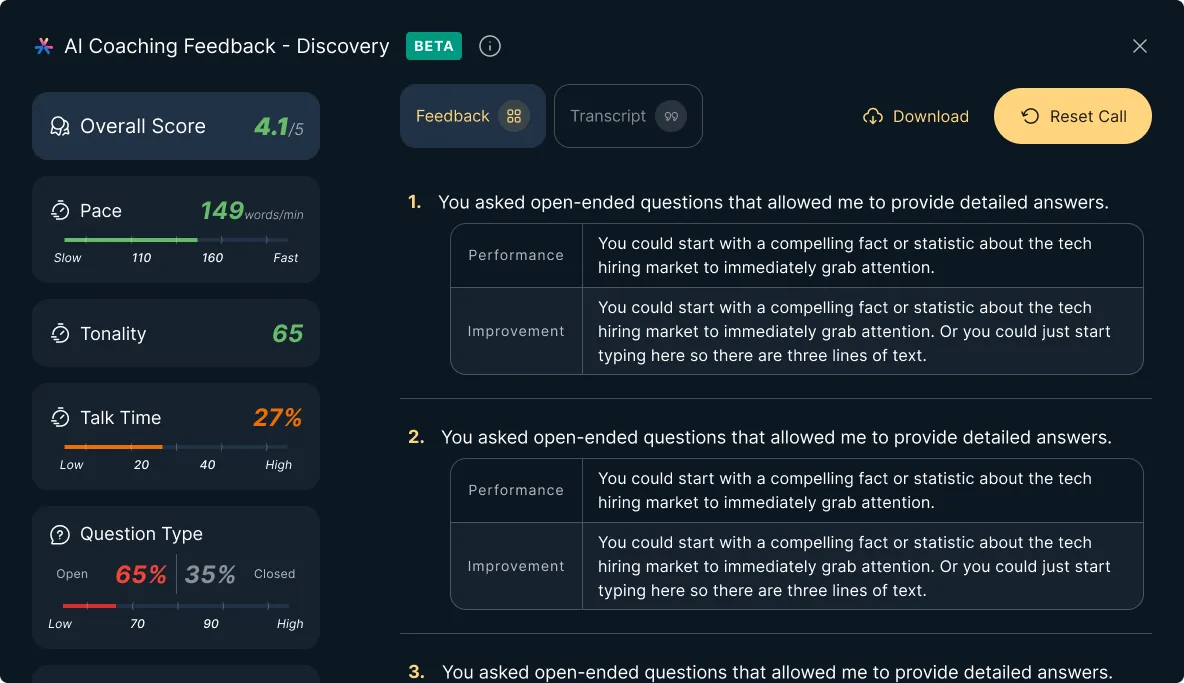 AI Coaching Feedback - Discovery BETA
Overall Score 4.1/5
Pace 149 words/min
Slow 110 160 Fast
Tonality 65
Talk Time 27%
Low 20 40 High
Question Type
Open 65% 35% Closed
Low 70 90 High
Feedback Transcript Download Reset Call
1. You asked open-ended questions that allowed me to provide detailed answers.
Performance
You could start with a compelling fact or statistic about the tech
hiring market to immediately grab attention.
Improvement
You could start with a compelling fact or statistic about the tech
hiring market to immediately grab attention. Or you could just start
typing here so there are three lines of text.
2. You asked open-ended questions that allowed me to provide detailed answers.
Performance
You could start with a compelling fact or statistic about the tech
hiring market to immediately grab attention.
Improvement
You could start with a compelling fact or statistic about the tech
hiring market to immediately grab attention. Or you could just start
typing here so there are three lines of text.
3. You asked open-ended questions that allowed me to provide detailed answers.